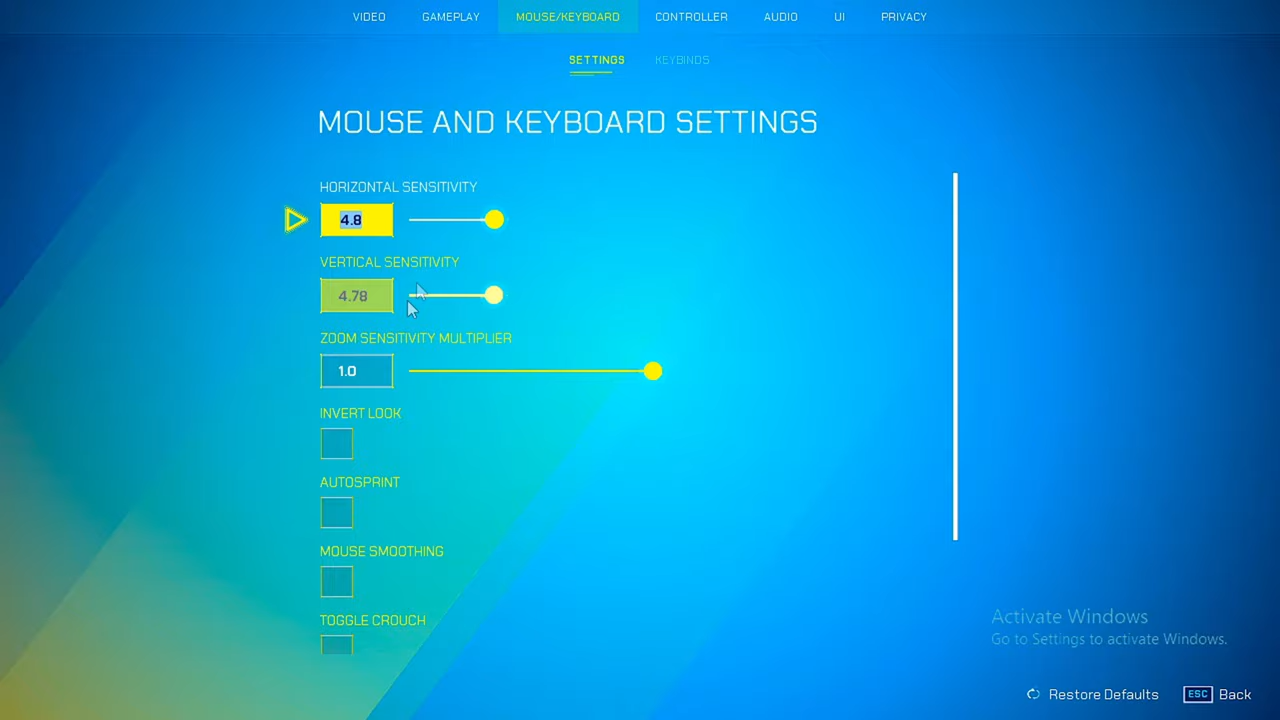 VIDEO GAMEPLAY MOUSE/KEYBOARD CONTROLLER AUDIO UI PRIVACY
SETTINGS KEYBINDS
MOUSE AND KEYBOARD SETTINGS
HORIZONTAL SENSITIVITY
4.8
VERTICAL SENSITIVITY
4.78
ZOOM SENSITIVITY MULTIPLIER
1.0
INVERT LOOK
AUTOSPRINT
MOUSE SMOOTHING
TOGGLE CROUCH
Activate Windows
Go to Settings to activate Windows.
Restore Defaults ESC Back